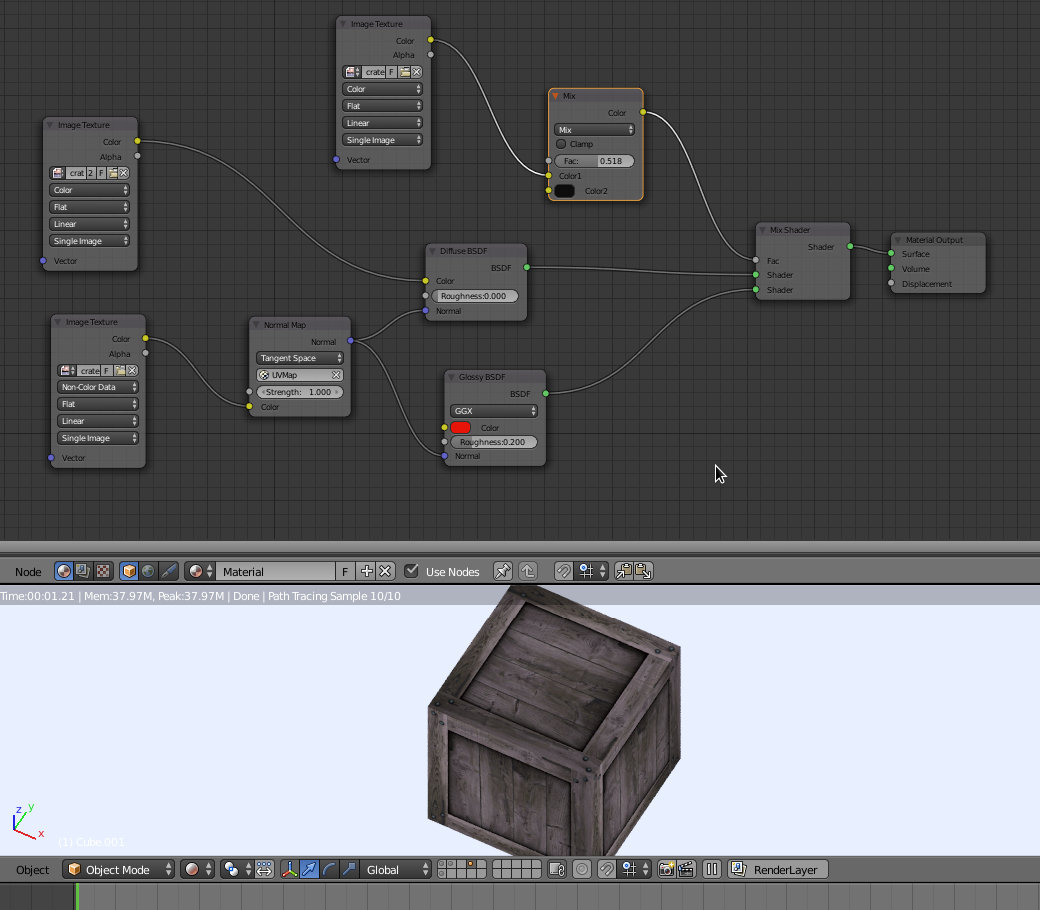 Image Texture
Color
Alpha
crate F
Color
Flat
Linear
Single Image
Vector
Mix
Color
Mix
Clamp
Fac: 0.518
Color1
Color2
Image Texture
Color
Alpha
crat 2 F
Color
Flat
Linear
Single Image
Vector
Diffuse BSDF
BSDF
Color
Roughness:0.000
Normal
Mix Shader
Shader
Fac
Shader
Shader
Material Output
Surface
Volume
Displacement
Image Texture
Color
Alpha
crate F
Non-Color Data
Flat
Linear
Single Image
Vector
Normal Map
Normal
Tangent Space
UVMap
Strength: 1.000
Color
Glossy BSDF
BSDF
GGX
Color
Roughness:0.200
Normal
Node Material F Use Nodes
Time:00:01.21 | Mem:37.97M, Peak:37.97M | Done | Path Tracing Sample 10/10
z y
x
(1) Cube.001
Object Object Mode Global RenderLayer